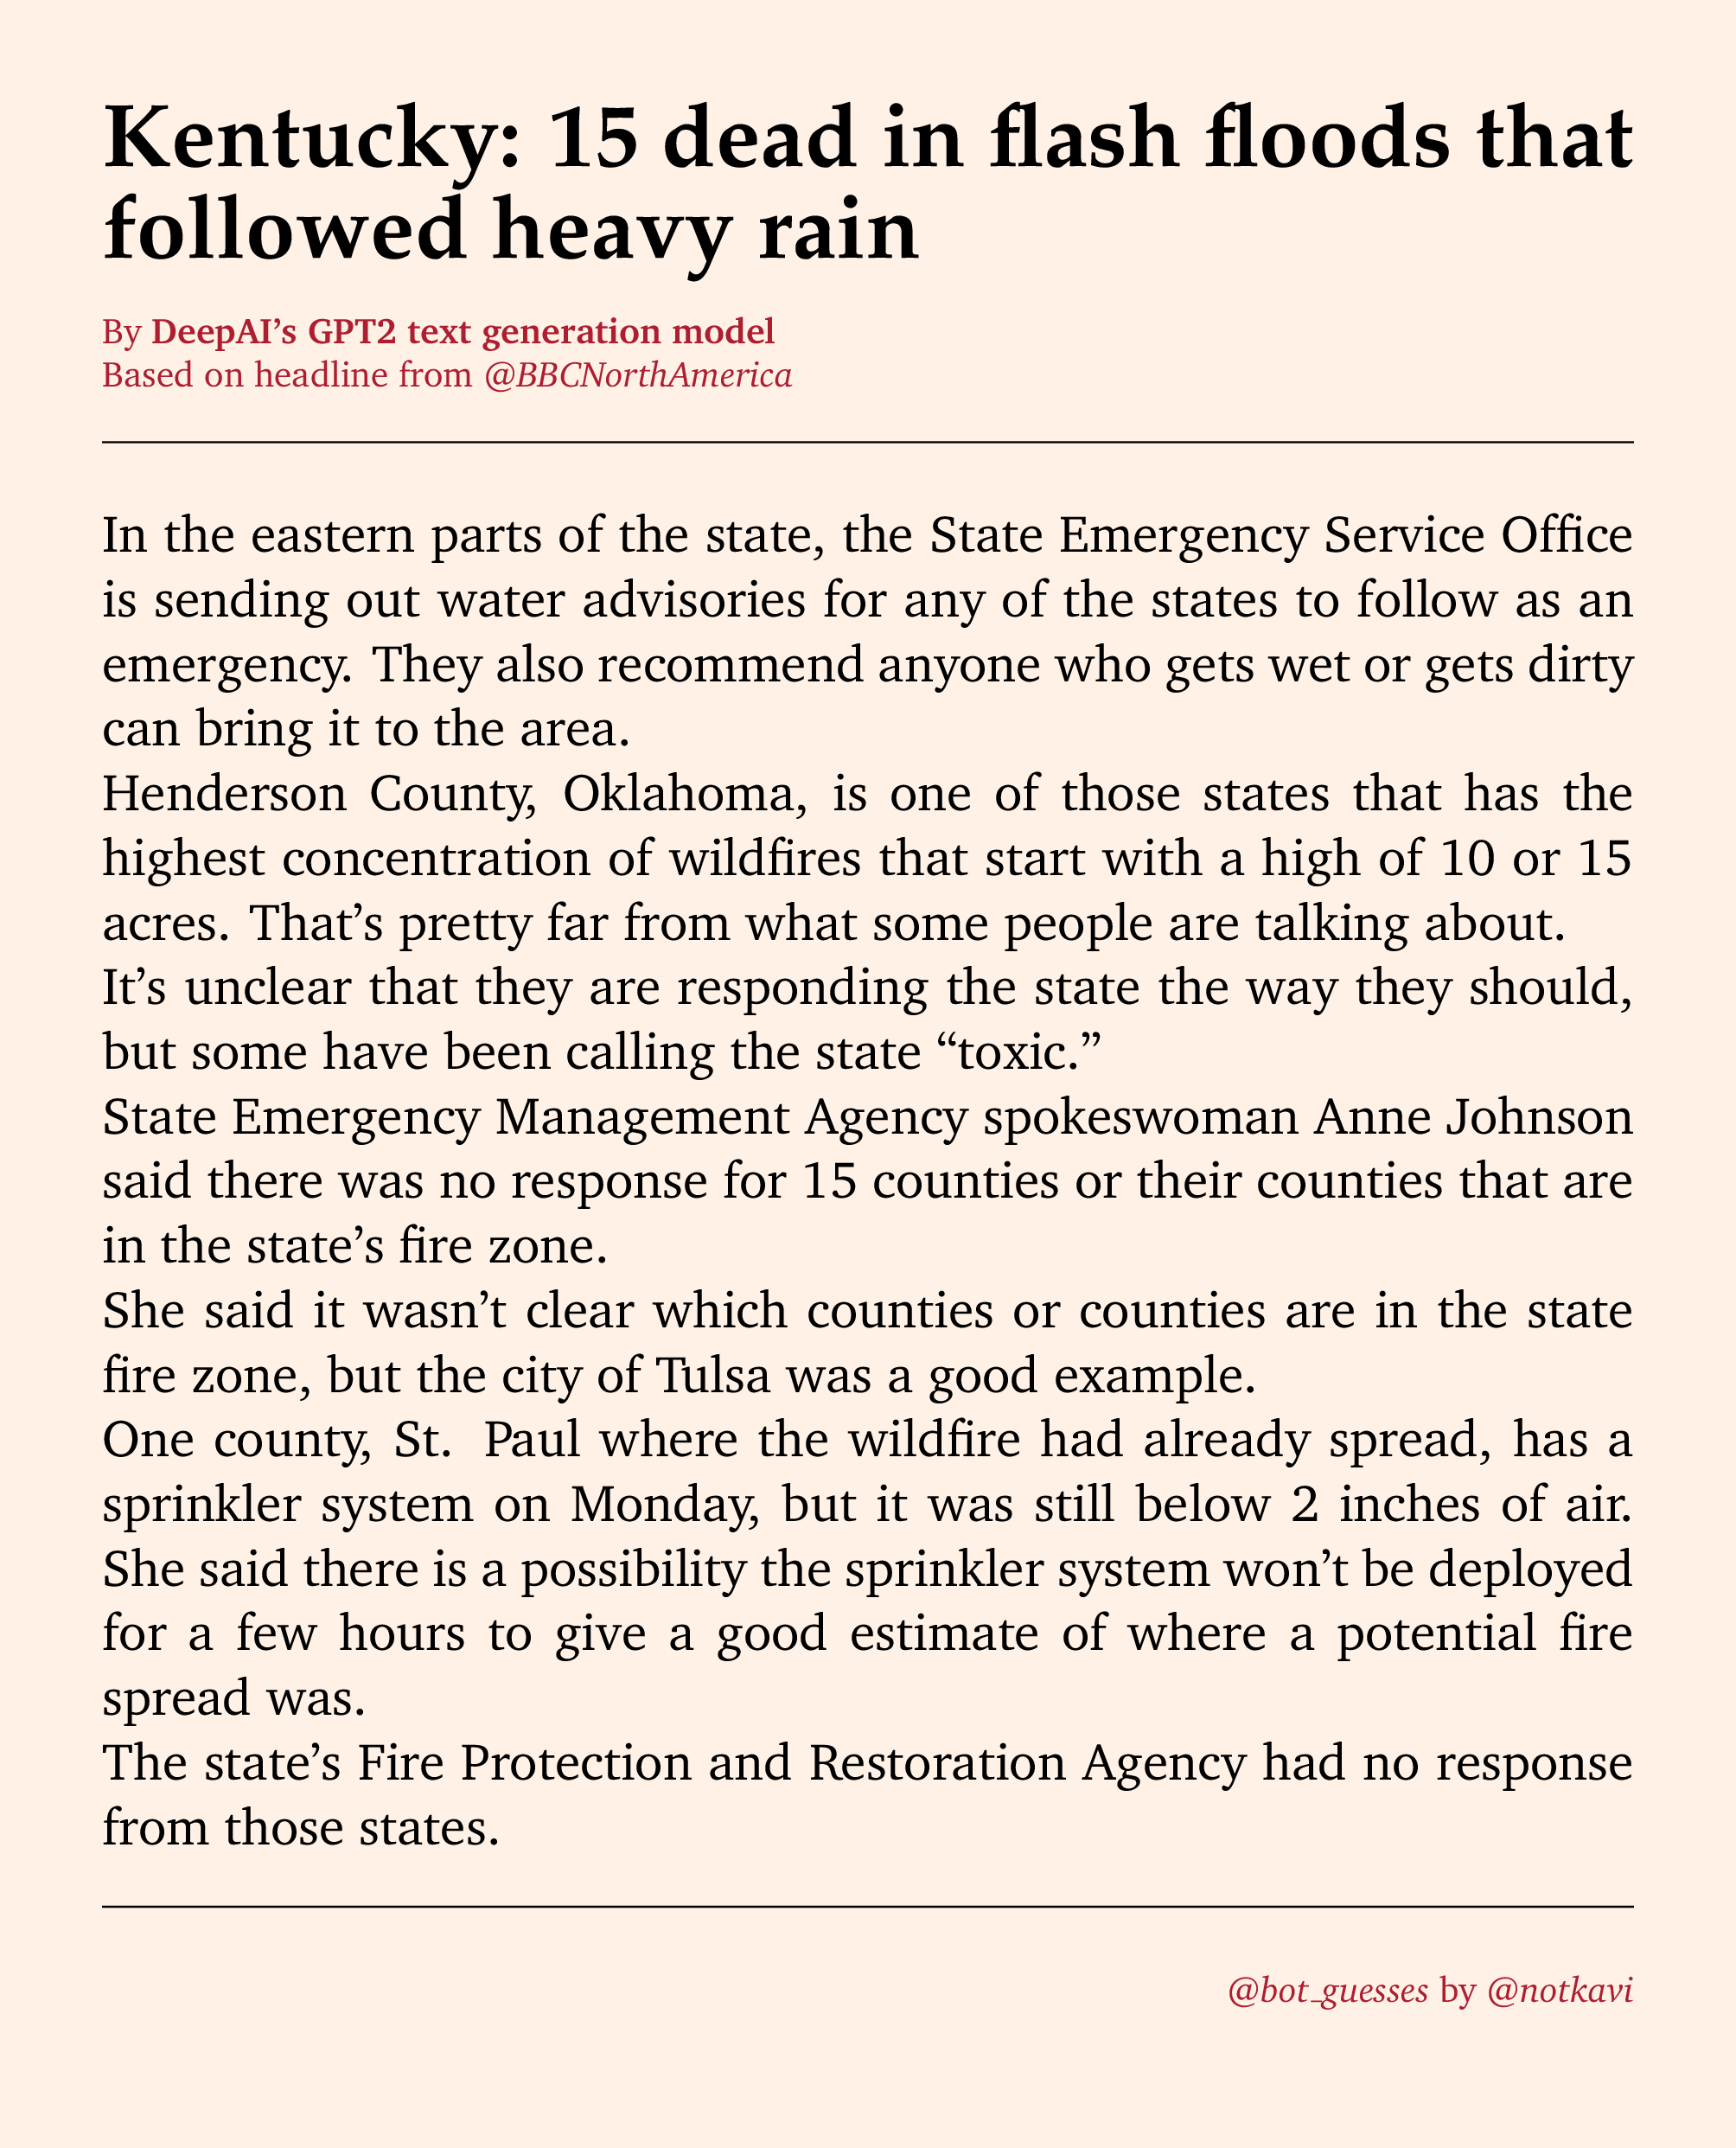 Kentucky: 15 dead in flash floods that
followed heavy rain
By DeepAI’s GPT2 text generation model
Based on headline from @BBCNorthAmerica
In the eastern parts of the state, the State Emergency Service Office
is sending out water advisories for any of the states to follow as an
emergency. They also recommend anyone who gets wet or gets dirty
can bring it to the area.
Henderson County, Oklahoma, is one of those states that has the
highest concentration of wildfires that start with a high of 10 or 15
acres. That’s pretty far from what some people are talking about.
It’s unclear that they are responding the state the way they should,
but some have been calling the state “toxic.”
State Emergency Management Agency spokeswoman Anne Johnson
said there was no response for 15 counties or their counties that are
in the state’s fire zone.
She said it wasn’t clear which counties or counties are in the state
fire zone, but the city of Tulsa was a good example.
One county, St. Paul where the wildfire had already spread, has a
sprinkler system on Monday, but it was still below 2 inches of air.
She said there is a possibility the sprinkler system won’t be deployed
for a few hours to give a good estimate of where a potential fire
spread was.
The state’s Fire Protection and Restoration Agency had no response
from those states.
@bot_guesses by @notkavi